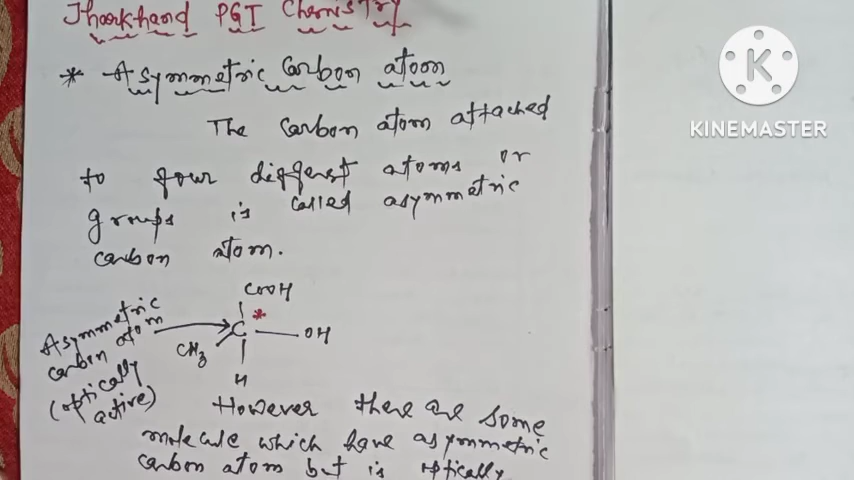 Jharkhand PGT Chemistry
* Asymmetric carbon atom
The carbon atom attached
to four different atoms or
groups is called asymmetric
carbon atom.
COOH
*
C
OH
CH3
H
Asymmetric
carbon atom
(optically
active)
However there are some
molecule which have asymmetric
carbon atom but is optically
K
KINEMASTER